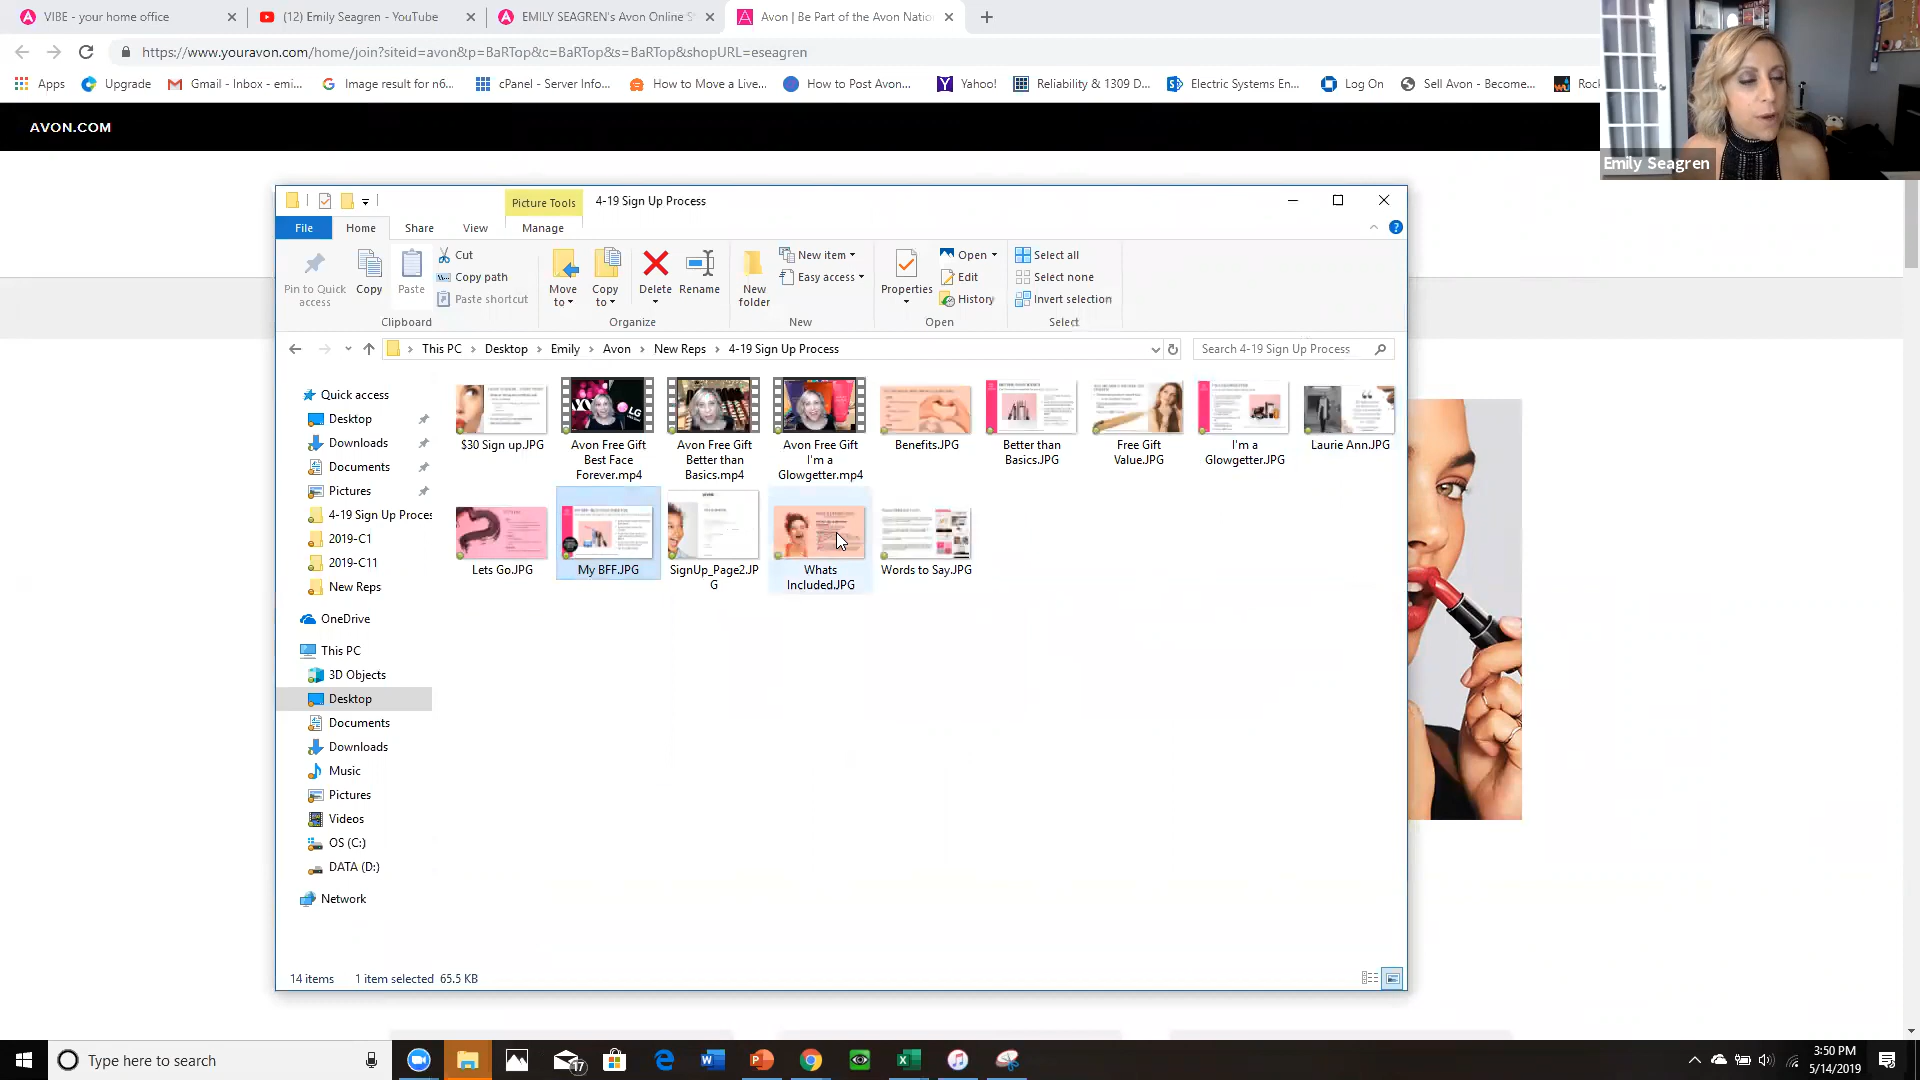 VIBE - your home office
(12) Emily Seagren - YouTube
EMILY SEAGREN's Avon Online S
Avon | Be Part of the Avon Natio
https://www.youravon.com/home/join?siteid=avon&p=BaRTop&c=BaRTop&s=BaRTop&shopURL=eseagren
Apps
Upgrade
Gmail - Inbox - emi...
Image result for n6...
cPanel - Server Info...
How to Move a Live...
How to Post Avon...
Yahoo!
Reliability & 1309 D...
Electric Systems En...
Log On
Sell Avon - Become...
Rock
AVON.COM
Emily Seagren
Picture Tools
4-19 Sign Up Process
File
Home
Share
View
Manage
Pin to Quick access
Copy
Paste
Cut
Copy path
Paste shortcut
Move to
Copy to
Delete
Rename
New folder
New item
Easy access
Properties
Open
Edit
History
Select all
Select none
Invert selection
Clipboard
Organize
New
Open
Select
This PC > Desktop > Emily > Avon > New Reps > 4-19 Sign Up Process
Search 4-19 Sign Up Process
Quick access
Desktop
Downloads
Documents
Pictures
4-19 Sign Up Proces
2019-C1
2019-C11
New Reps
OneDrive
This PC
3D Objects
Desktop
Documents
Downloads
Music
Pictures
Videos
OS (C:)
DATA (D:)
Network
$30 Sign up.JPG
Avon Free Gift Best Face Forever.mp4
Avon Free Gift Better than Basics.mp4
Avon Free Gift I'm a Glowgetter.mp4
Benefits.JPG
Better than Basics.JPG
Free Gift Value.JPG
I'm a Glowgetter.JPG
Laurie Ann.JPG
Lets Go.JPG
My BFF.JPG
SignUp_Page2.JPG
Whats Included.JPG
Words to Say.JPG
14 items
1 item selected 65.5 KB
Type here to search
17
3:50 PM
5/14/2019